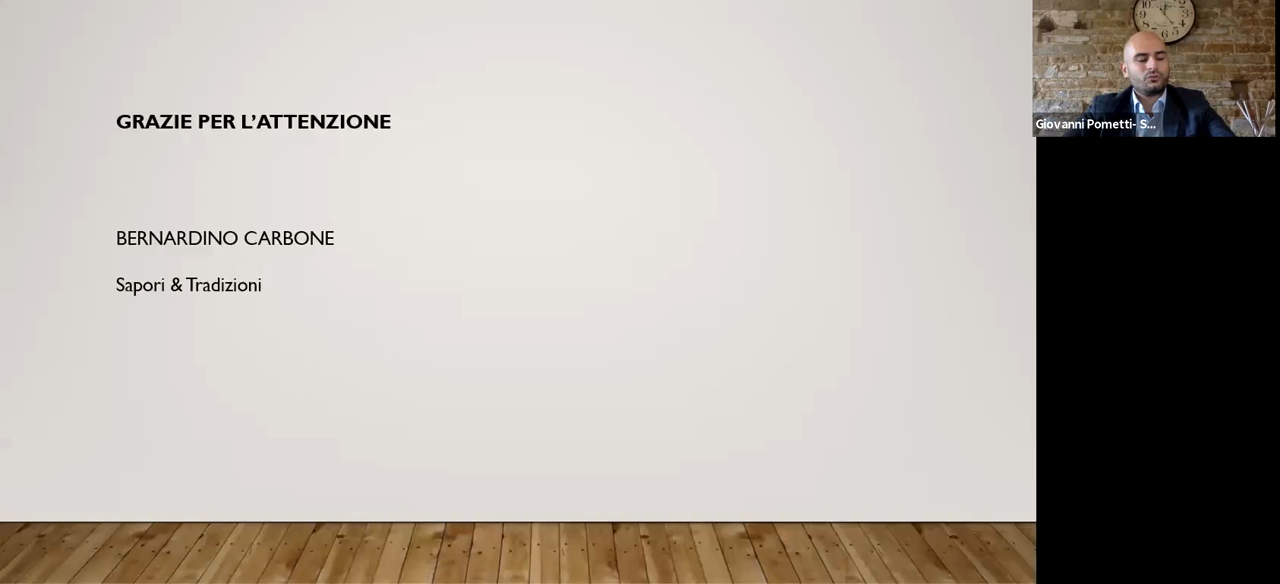 GRAZIE PER L’ATTENZIONE
BERNARDINO CARBONE
Sapori & Tradizioni
Giovanni Pometti- S...